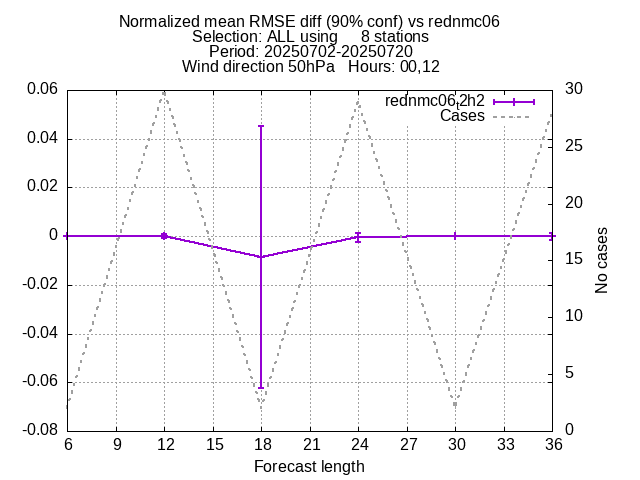 Normalized mean RMSE diff (90% conf) vs rednmc06
Selection: ALL using     8 stations
Period: 20250702-20250720
Wind direction 50hPa   Hours: 00,12
rednmc06,t2h2
Cases
0.06
0.04
0.02
0
-0.02
-0.04
-0.06
-0.08
30
25
20
15
10
5
0
No cases
6 9 12 15 18 21 24 27 30 33 36
Forecast length